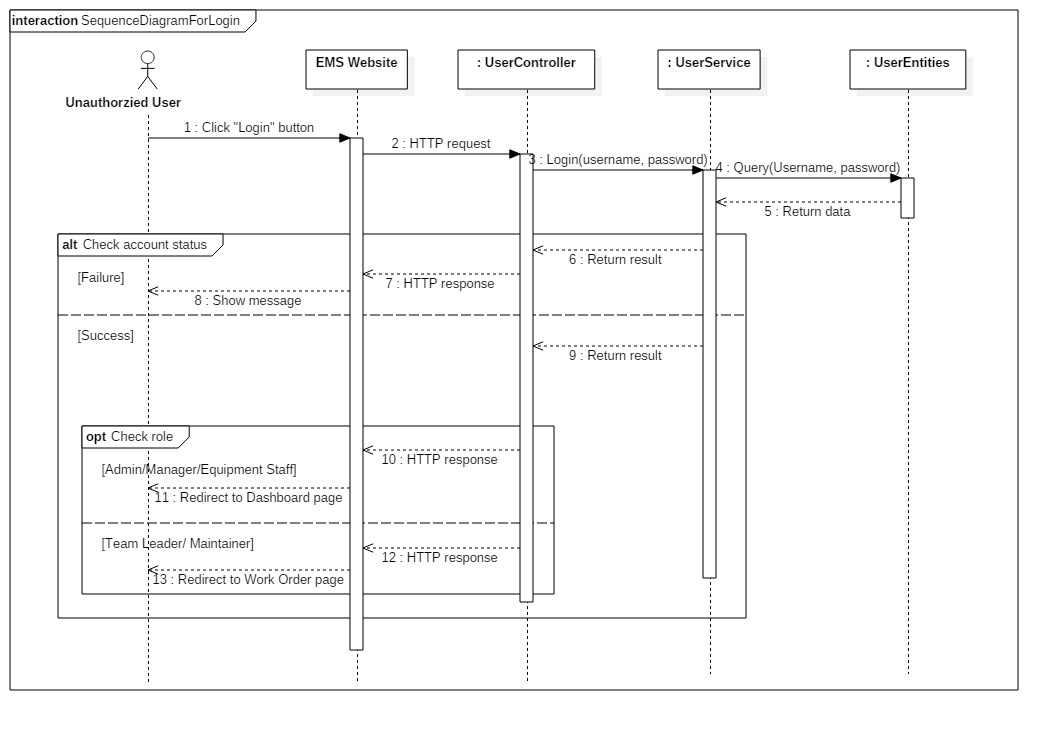 interaction SequenceDiagramForLogin
EMS Website
: UserController
: UserService
: UserEntities
Unauthorzied User
1 : Click "Login" button
2 : HTTP request
3 : Login(username, password)
4 : Query(Username, password)
5 : Return data
alt Check account status
6 : Return result
[Failure]
7 : HTTP response
8 : Show message
[Success]
9 : Return result
opt Check role
10 : HTTP response
[Admin/Manager/Equipment Staff]
11 : Redirect to Dashboard page
[Team Leader/ Maintainer]
12 : HTTP response
13 : Redirect to Work Order page